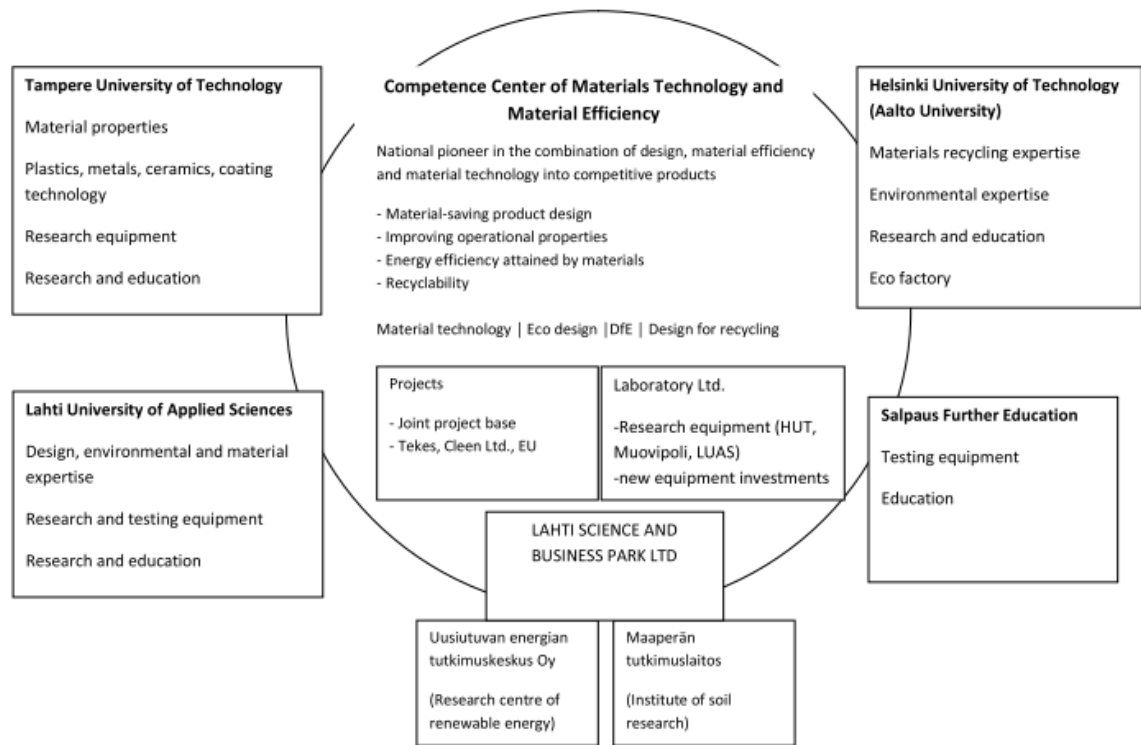 Tampere University of Technology
Material properties
Plastics, metals, ceramics, coating
technology
Research equipment
Research and education
Competence Center of Materials Technology and
Material Efficiency
National pioneer in the combination of design, material efficiency
and material technology into competitive products
- Material-saving product design
- Improving operational properties
- Energy efficiency attained by materials
- Recyclability
Material technology | Eco design |DfE | Design for recycling
Helsinki University of Technology
(Aalto University)
Materials recycling expertise
Environmental expertise
Research and education
Eco factory
Lahti University of Applied Sciences
Design, environmental and material
expertise
Research and testing equipment
Research and education
Projects
- Joint project base
- Tekes, Cleen Ltd., EU
Laboratory Ltd.
-Research equipment (HUT,
Muovipoli, LUAS)
-new equipment investments
Salpaus Further Education
Testing equipment
Education
LAHTI SCIENCE AND
BUSINESS PARK LTD
Uusiutuvan energian
tutkimuskeskus Oy
(Research centre of
renewable energy)
Maaperän
tutkimuslaitos
(Institute of soil
research)